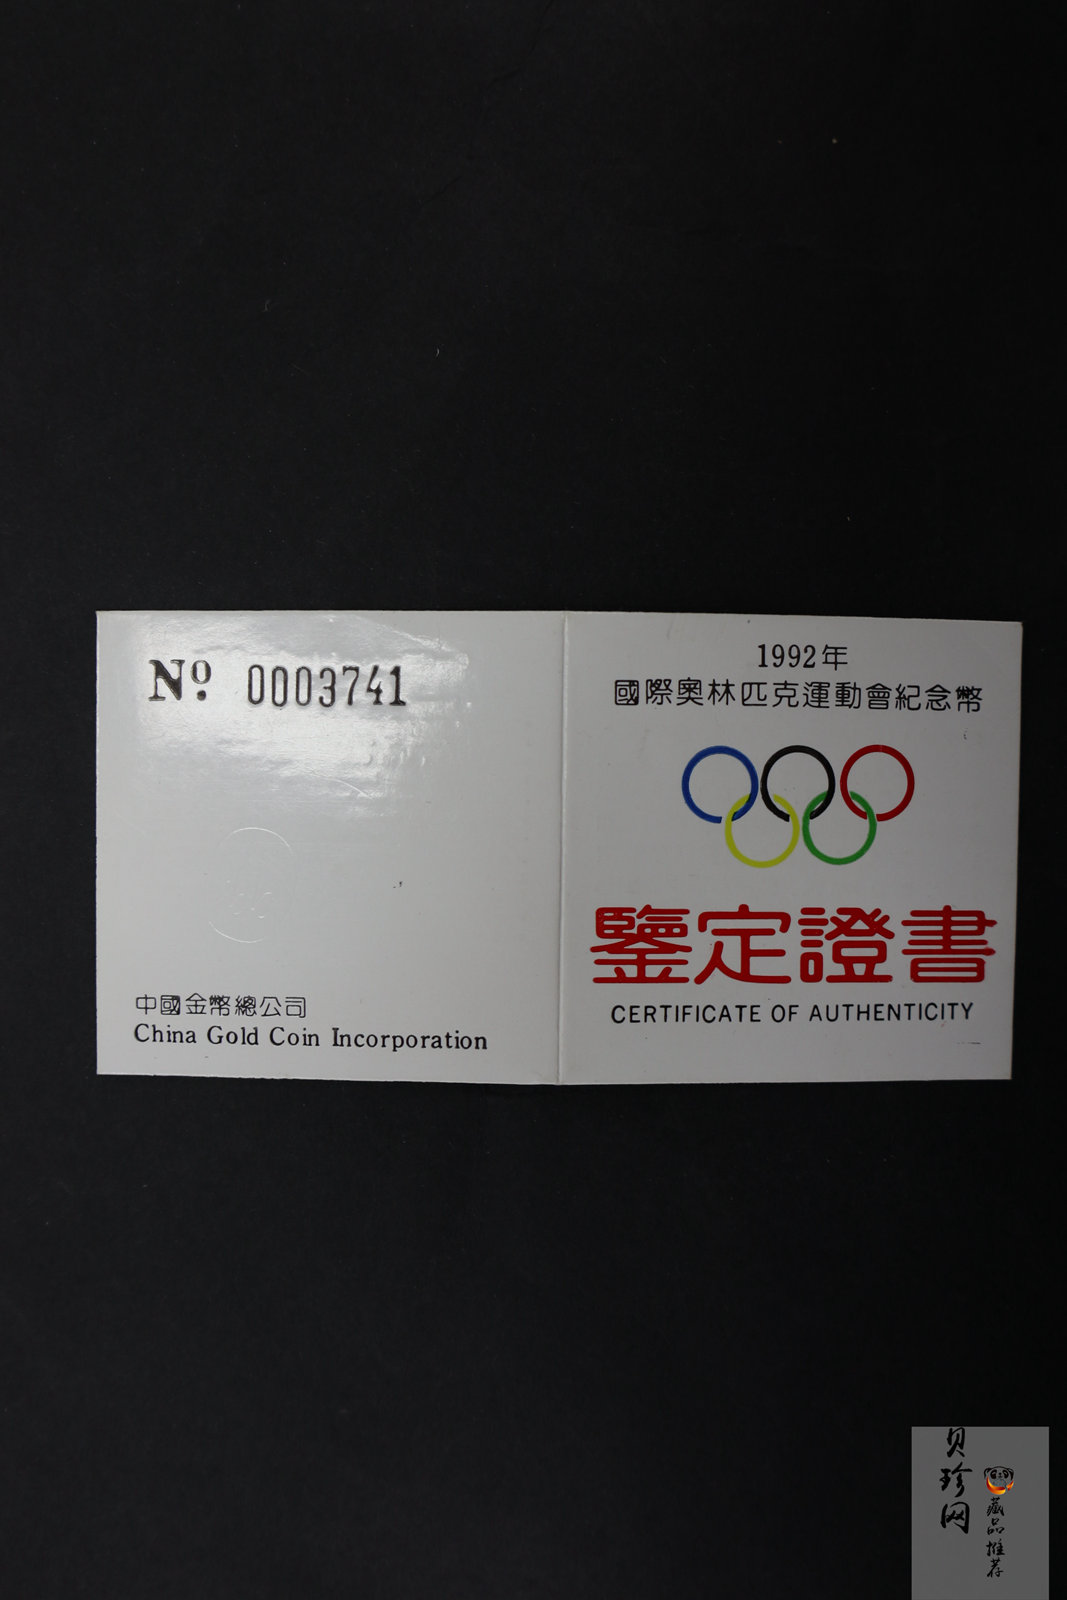 No. 0003741
中國金幣總公司
China Gold Coin Incorporation
1992年
國際奧林匹克運動會紀念幣
鑒定證書
CERTIFICATE OF AUTHENTICITY
贝珍网
藏品推荐